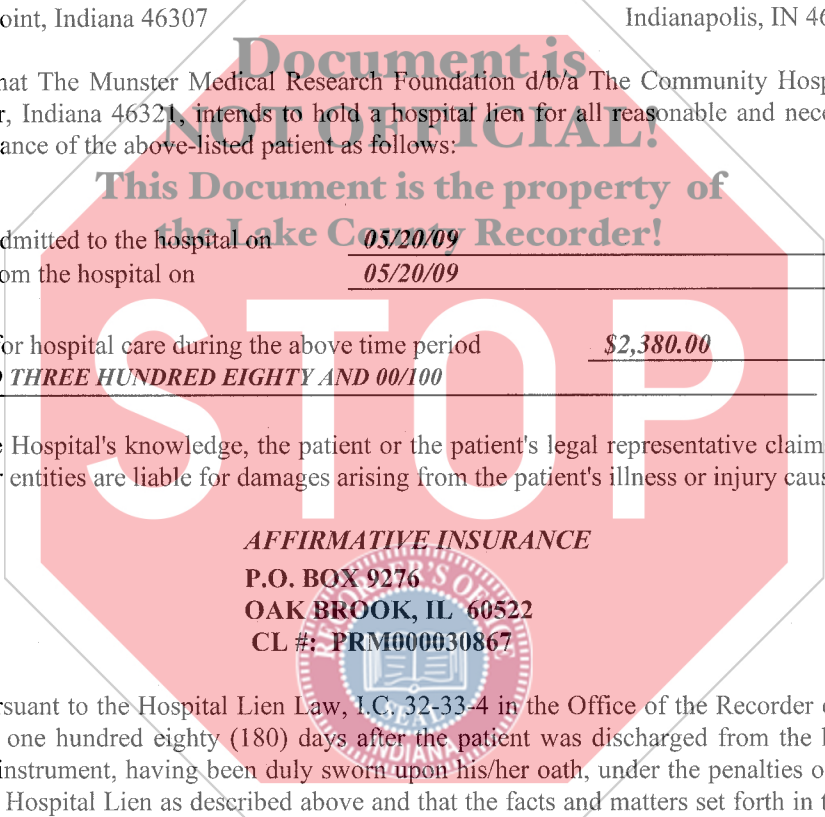 oint, Indiana 46307 Indianapolis, IN 46
Document is
hat The Munster Medical Research Foundation d/b/a The Community Hosp
r, Indiana 46321, intends to hold a hospital lien for all reasonable and nece
NOT OFFICIAL!
ance of the above-listed patient as follows:
This Document is the property of
the Lake County Recorder!
dmitted to the hospital on 05/20/09
om the hospital on 05/20/09
STOP
or hospital care during the above time period $2,380.00
THREE HUNDRED EIGHTY AND 00/100
e Hospital's knowledge, the patient or the patient's legal representative claim
r entities are liable for damages arising from the patient's illness or injury caus
AFFIRMATIVE INSURANCE
P.O. BOX 9276
OAK BROOK, IL 60522
CL #: PRM000030867
RECORDER'S OFFICE
SEAL
INDIANA
rsuant to the Hospital Lien Law, I.C. 32-33-4 in the Office of the Recorder
one hundred eighty (180) days after the patient was discharged from the
instrument, having been duly sworn upon his/her oath, under the penalties o
Hospital Lien as described above and that the facts and matters set forth in t